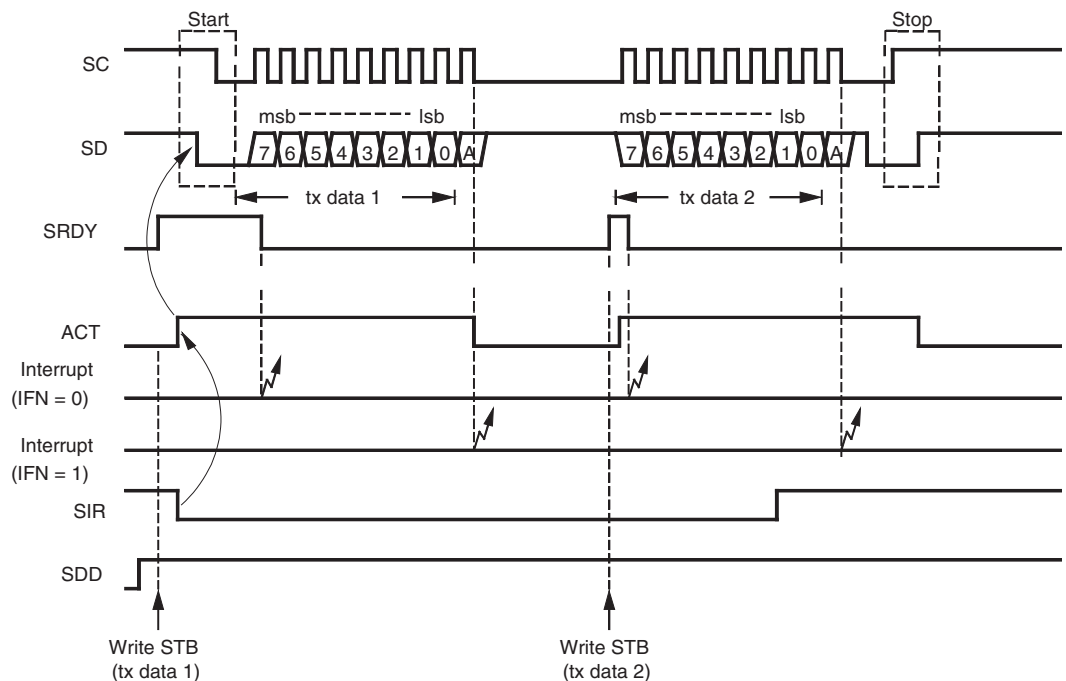 Start
Stop
SC
msb lsb
msb lsb
SD
7 6 5 4 3 2 1 0 A
7 6 5 4 3 2 1 0 A
tx data 1
tx data 2
SRDY
ACT
Interrupt
(IFN = 0)
Interrupt
(IFN = 1)
SIR
SDD
Write STB
(tx data 1)
Write STB
(tx data 2)